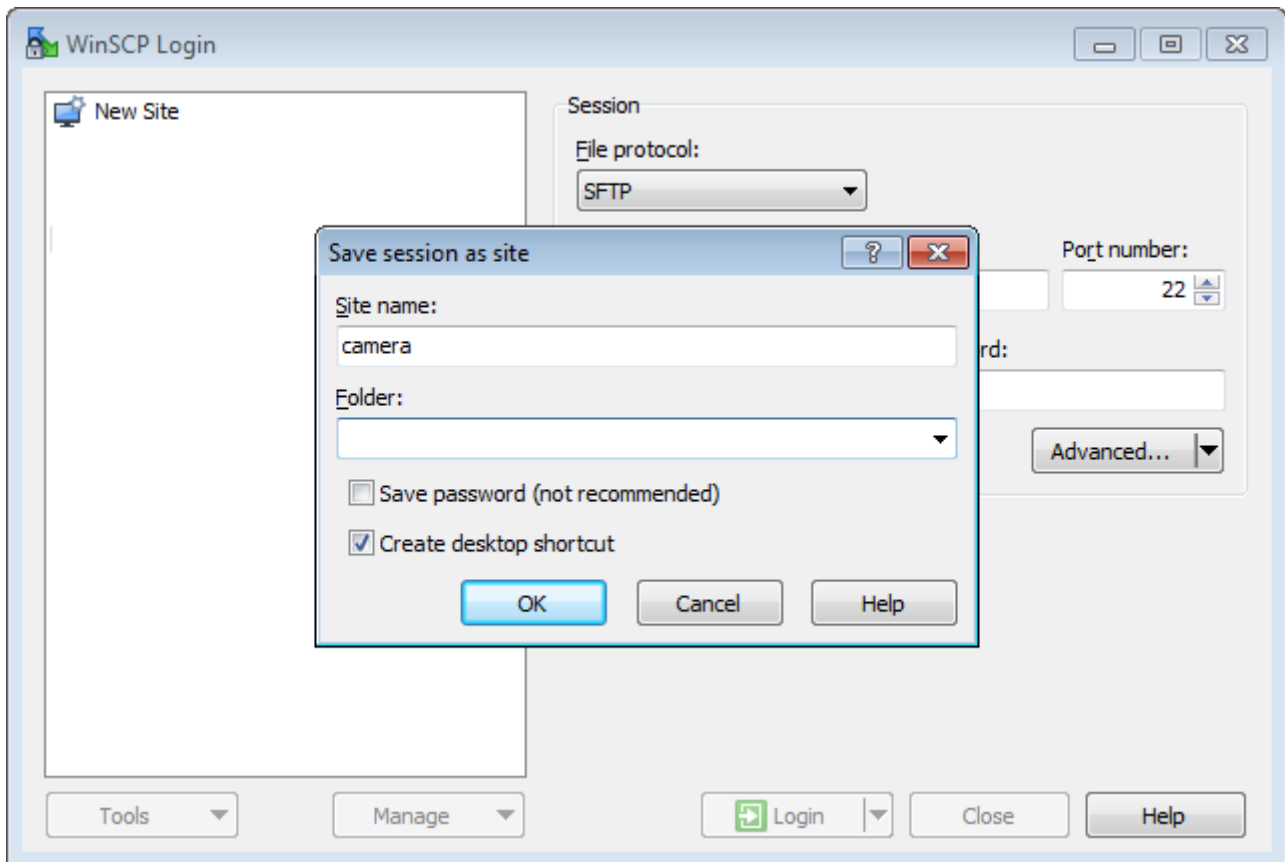 WinSCP Login
New Site
Session
File protocol:
SFTP
Port number:
22
rd:
Advanced...
Save session as site
?
Site name:
camera
Folder:
Save password (not recommended)
Create desktop shortcut
OK
Cancel
Help
Tools
Manage
Login
Close
Help